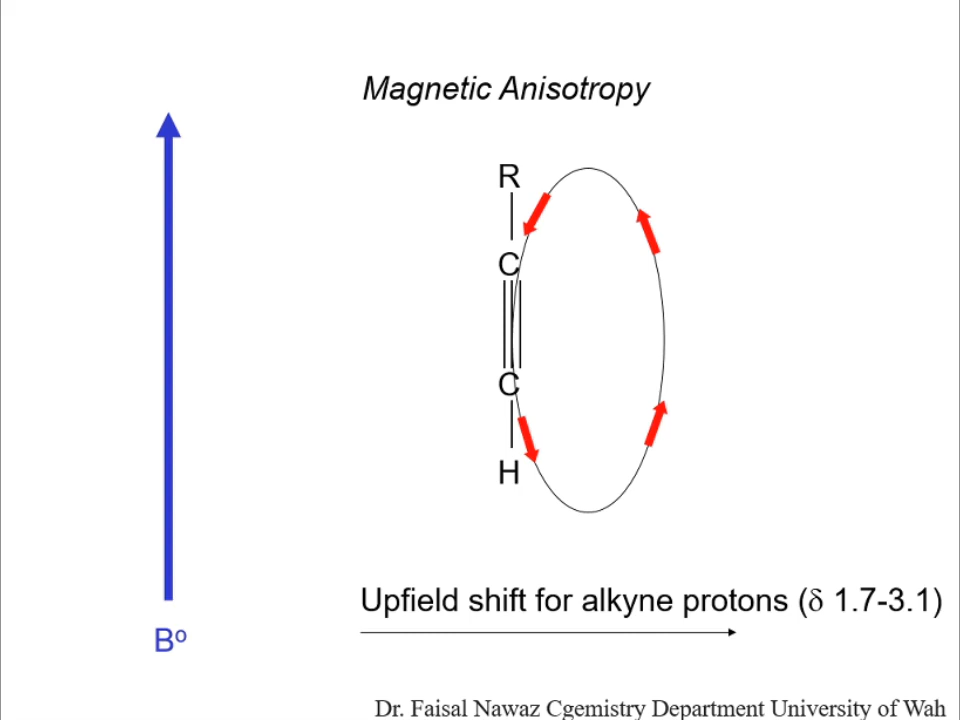 Magnetic Anisotropy
R
C
C
H
Upfield shift for alkyne protons (δ 1.7-3.1)
Bº
Dr. Faisal Nawaz Cgemistry Department University of Wah